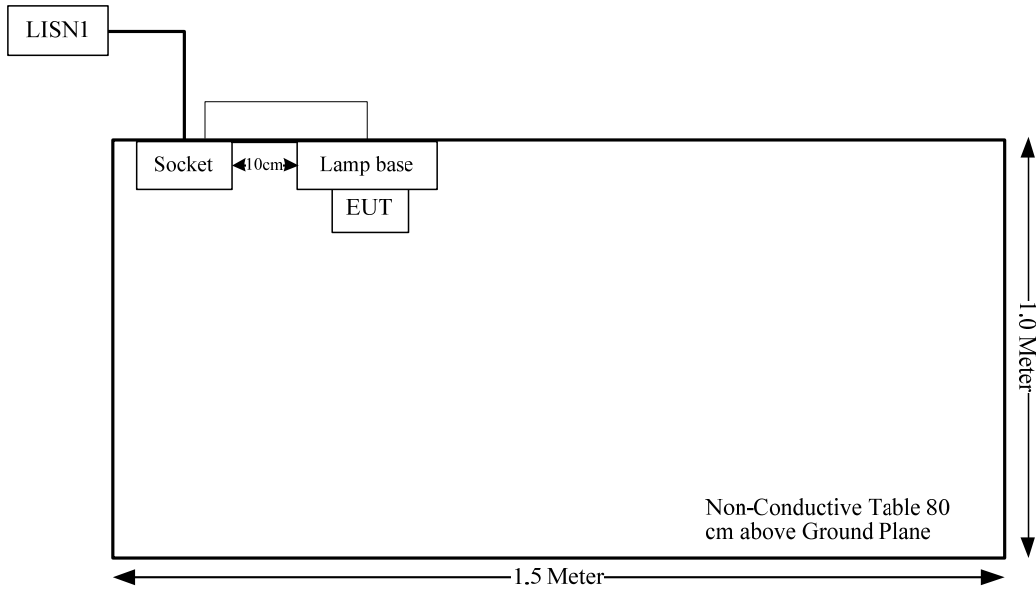 LISN1
Socket
10cm
Lamp base
EUT
1.0 Meter
Non-Conductive Table 80
cm above Ground Plane
1.5 Meter